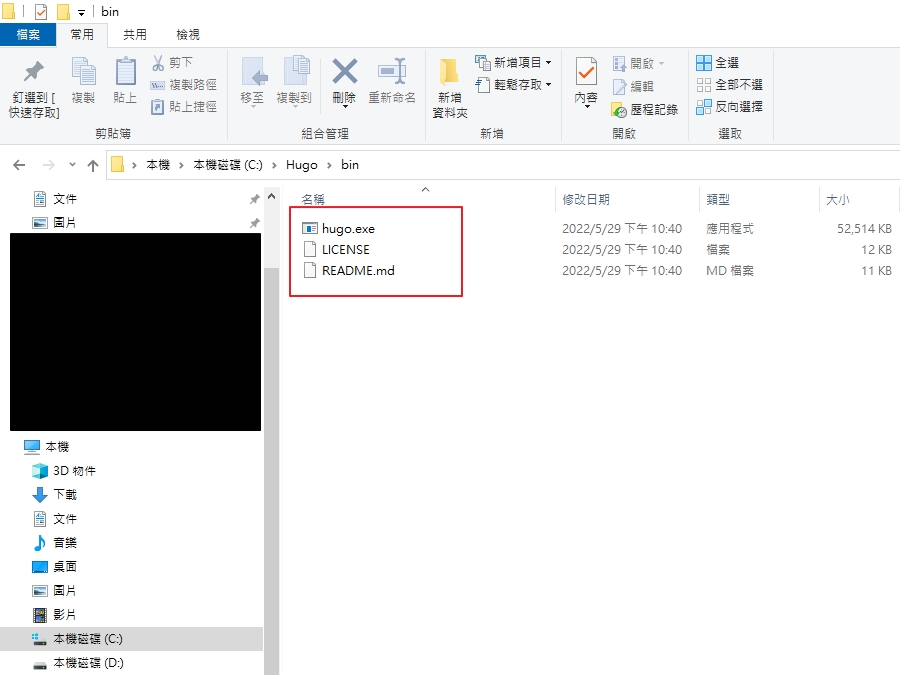 bin
檔案 常用 共用 檢視
釘選到 [
快速存取]
複製
貼上
剪下
複製路徑
貼上捷徑
剪貼簿
移至
複製到
刪除
重新命名
組合管理
新增
資料夾
新增項目
輕鬆存取
新增
內容
開啟
編輯
歷程記錄
開啟
全選
全部不選
反向選擇
選取
本機 > 本機磁碟 (C:) > Hugo > bin
文件
圖片
本機
3D 物件
下載
文件
音樂
桌面
圖片
影片
本機磁碟 (C:)
本機磁碟 (D:)
名稱 修改日期 類型 大小
hugo.exe 2022/5/29 下午 10:40 應用程式 52,514 KB
LICENSE 2022/5/29 下午 10:40 檔案 12 KB
README.md 2022/5/29 下午 10:40 MD 檔案 11 KB